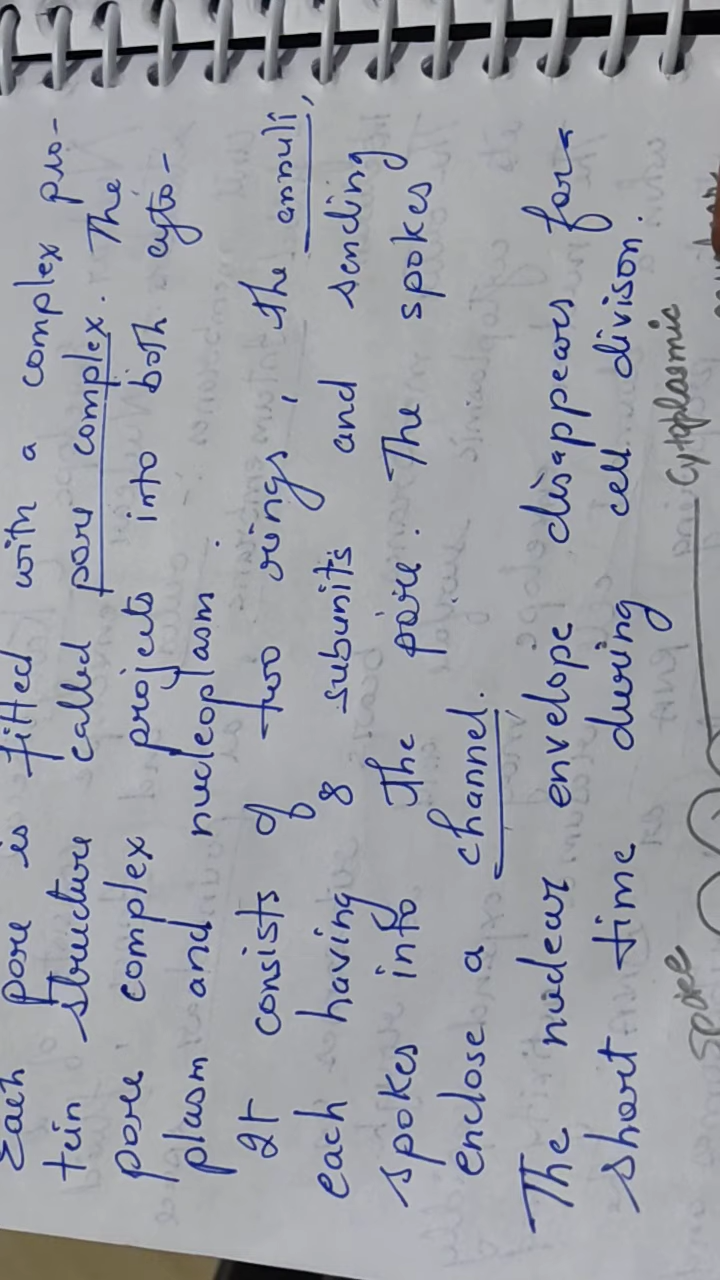 Each pore is fitted with a complex pro-
tein structure called pore complex. The
pore complex projects into both cyto-
plasm and nucleoplasm.
It consists of two rings, the annuli,
each having 8 subunits and sending
spokes into the pore. The spokes
enclose a channel.
The nuclear envelope disappears for a
short time during cell divison.
Space
Cytoplasmic